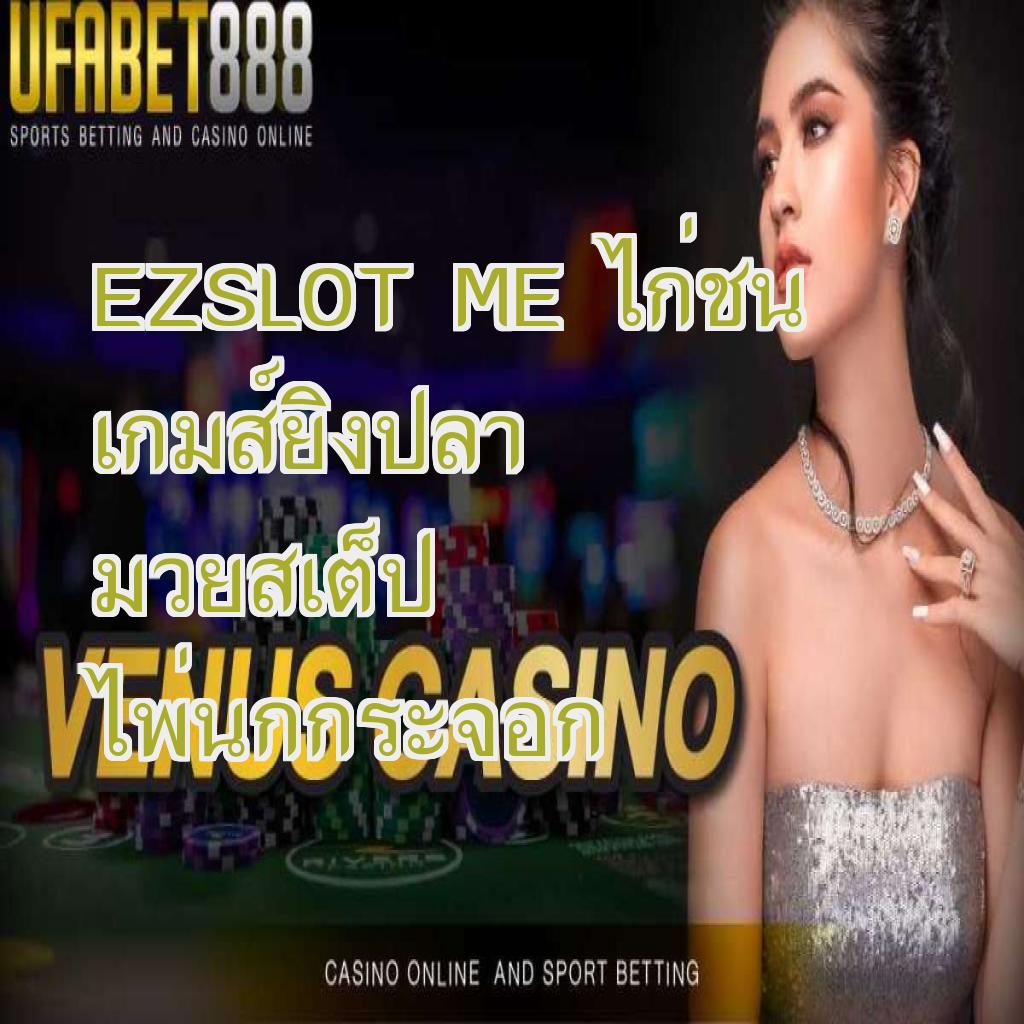 UFABET888
SPORTS BETTING AND CASINO ONLINE
EZSLOT ME ไก่ชน
เกมส์ยิงปลา
มวยสเต็ป
VENUS CASINO
ไพ่นกกระจอก
CASINO ONLINE AND SPORT BETTING